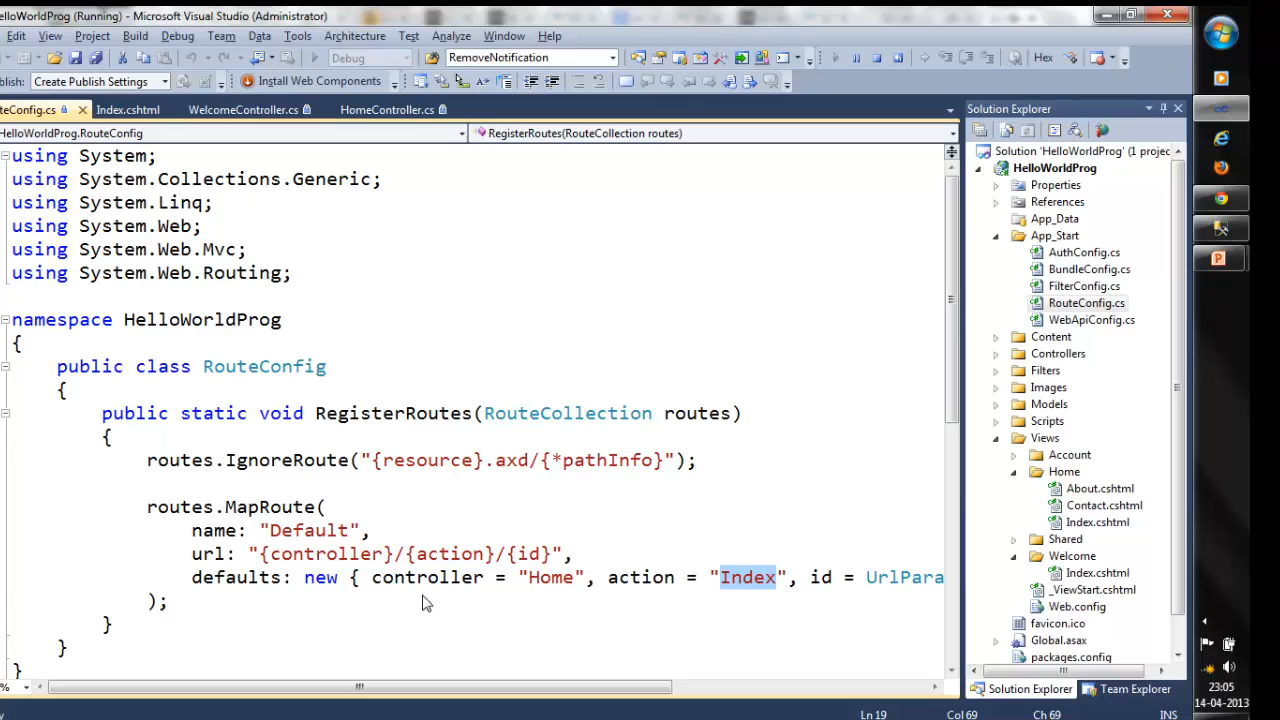 HelloWorldProg (Running) - Microsoft Visual Studio (Administrator)
Edit View Project Build Debug Team Data Tools Architecture Test Analyze Window Help
Debug RemoveNotification Hex
blish: Create Publish Settings Install Web Components
teConfig.cs Index.cshtml WelcomeController.cs HomeController.cs
HelloWorldProg.RouteConfig RegisterRoutes(RouteCollection routes)
using System;
using System.Collections.Generic;
using System.Linq;
using System.Web;
using System.Web.Mvc;
using System.Web.Routing;
namespace HelloWorldProg
{
public class RouteConfig
{
public static void RegisterRoutes(RouteCollection routes)
{
routes.IgnoreRoute("{resource}.axd/{*pathInfo}");
routes.MapRoute(
name: "Default",
url: "{controller}/{action}/{id}",
defaults: new { controller = "Home", action = "Index", id = UrlPara
);
}
}
}
%
Solution Explorer
Solution 'HelloWorldProg' (1 projec
HelloWorldProg
Properties
References
App_Data
App_Start
AuthConfig.cs
BundleConfig.cs
FilterConfig.cs
RouteConfig.cs
WebApiConfig.cs
Content
Controllers
Filters
Images
Models
Scripts
Views
Account
Home
About.cshtml
Contact.cshtml
Index.cshtml
Shared
Welcome
Index.cshtml
_ViewStart.cshtml
Web.config
favicon.ico
Global.asax
packages.config
Solution Explorer Team Explorer
Ln 19 Col 69 Ch 69 INS
23:05
14-04-2013